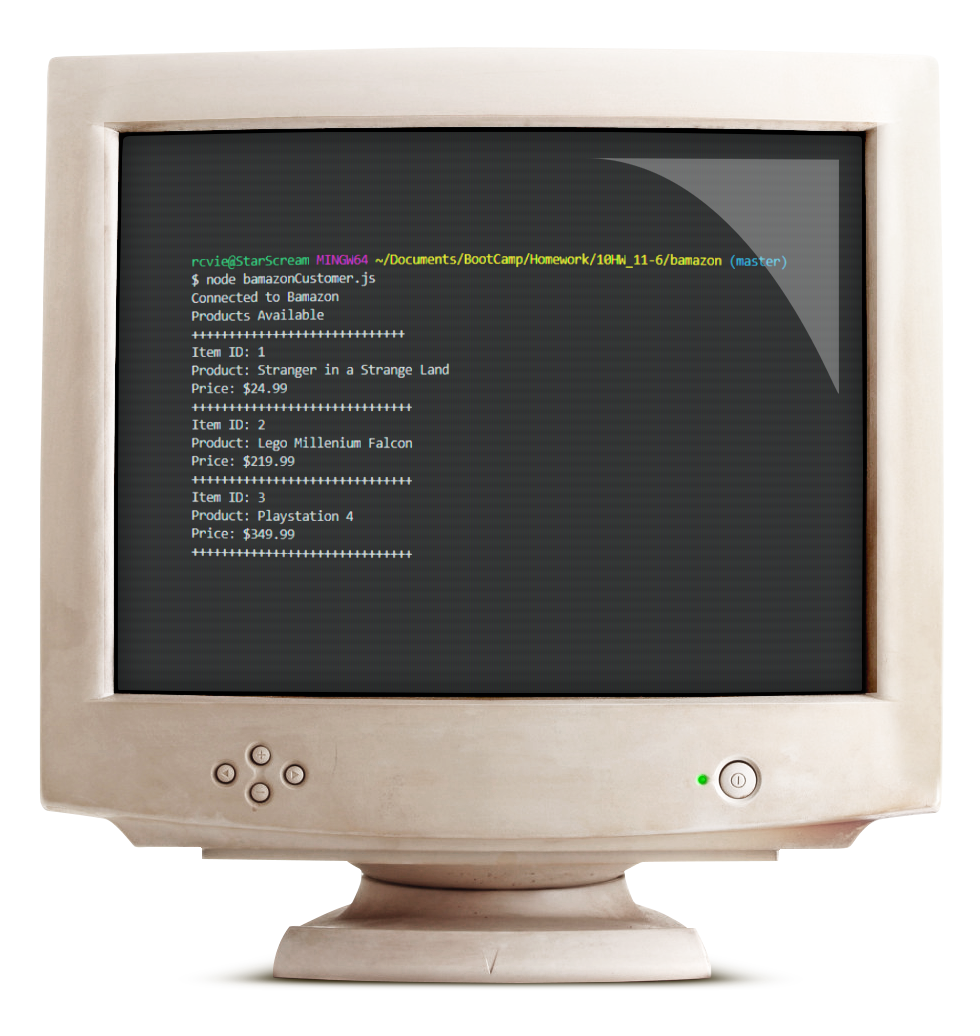 rcvie@StarScream MINGW64 ~/Documents/BootCamp/Homework/10HW_11-6/bamazon (master)
$ node bamazonCustomer.js
Connected to Bamazon
Products Available
+++++++++++++++++++++++++++++
Item ID: 1
Product: Stranger in a Strange Land
Price: $24.99
++++++++++++++++++++++++++++++
Item ID: 2
Product: Lego Millenium Falcon
Price: $219.99
++++++++++++++++++++++++++++++
Item ID: 3
Product: Playstation 4
Price: $349.99
++++++++++++++++++++++++++++++